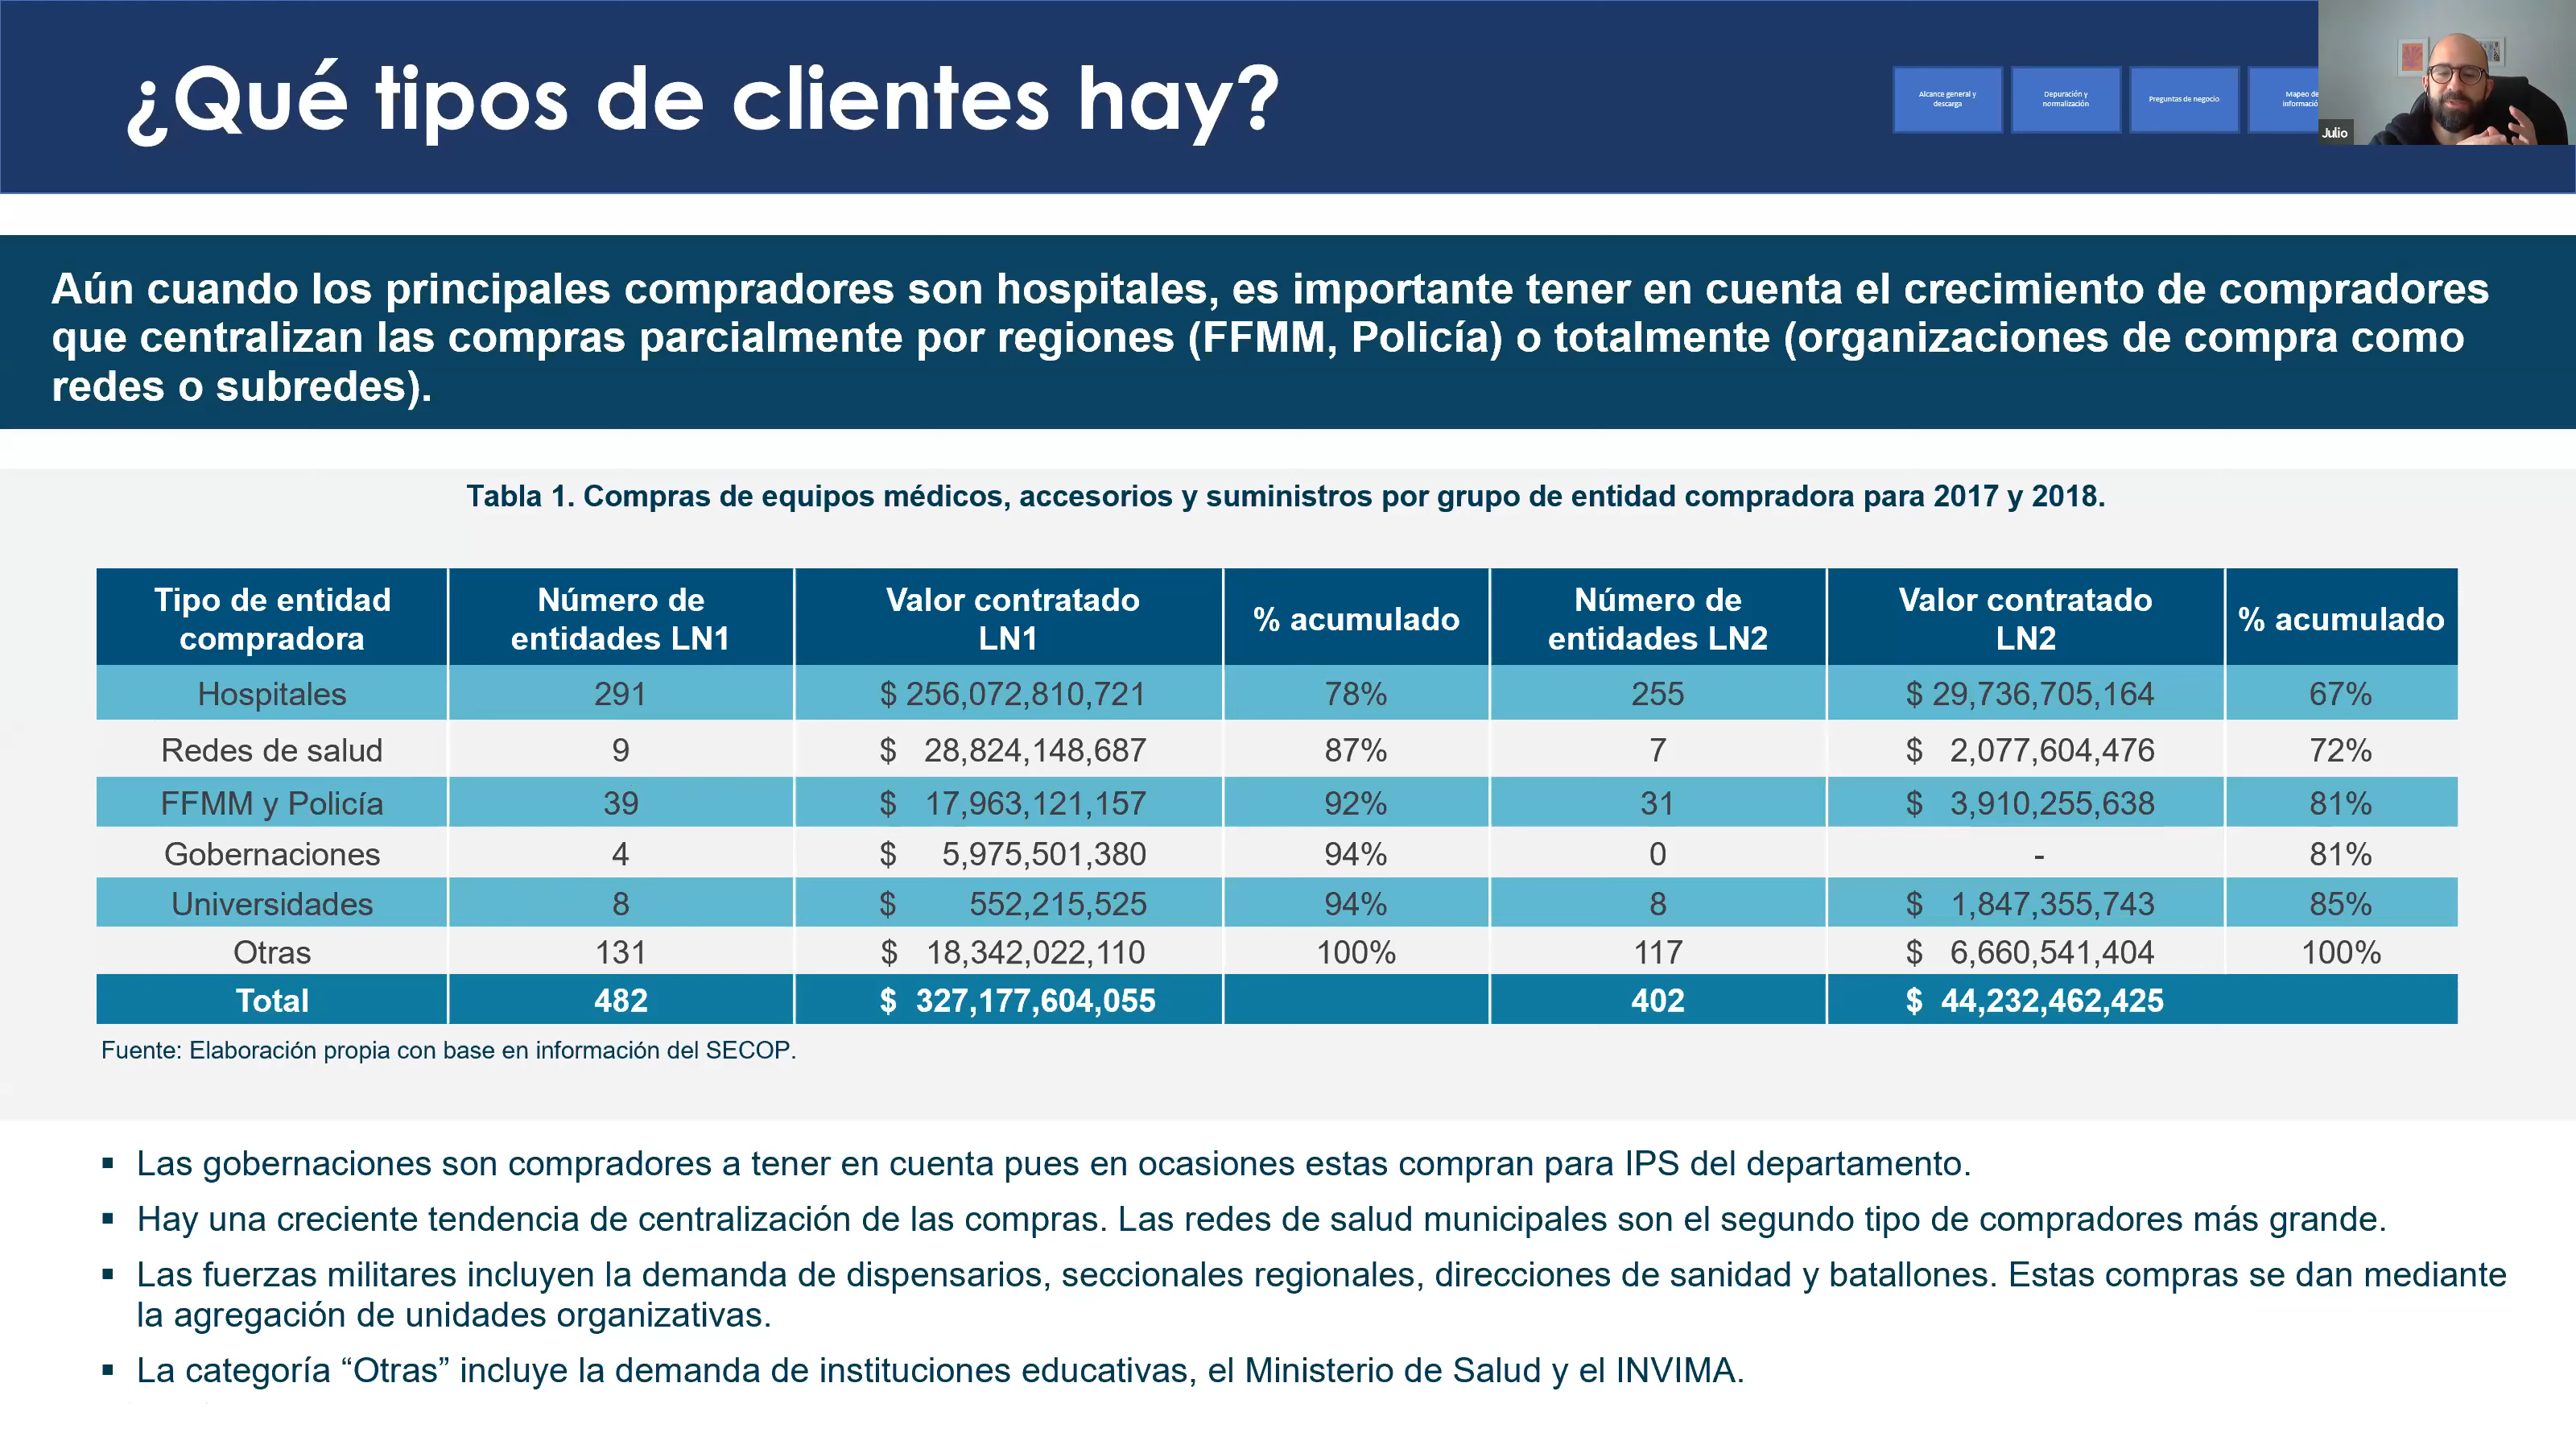 ¿Qué tipos de clientes hay?
Alcance general y
descarga
Depuración y
normalización
Preguntas de negocio
Mapeo de
Julio
Aún cuando los principales compradores son hospitales, es importante tener en cuenta el crecimiento de compradores
que centralizan las compras parcialmente por regiones (FFMM, Policía) o totalmente (organizaciones de compra como
redes o subredes).
Tabla 1. Compras de equipos médicos, accesorios y suministros por grupo de entidad compradora para 2017 y 2018.
Tipo de entidad compradora Número de entidades LN1 Valor contratado LN1 % acumulado Número de entidades LN2 Valor contratado LN2 % acumulado
Hospitales 291 $ 256,072,810,721 78% 255 $ 29,736,705,164 67%
Redes de salud 9 $ 28,824,148,687 87% 7 $ 2,077,604,476 72%
FFMM y Policía 39 $ 17,963,121,157 92% 31 $ 3,910,255,638 81%
Gobernaciones 4 $ 5,975,501,380 94% 0 - 81%
Universidades 8 $ 552,215,525 94% 8 $ 1,847,355,743 85%
Otras 131 $ 18,342,022,110 100% 117 $ 6,660,541,404 100%
Total 482 $ 327,177,604,055 402 $ 44,232,462,425
Fuente: Elaboración propia con base en información del SECOP.
▪ Las gobernaciones son compradores a tener en cuenta pues en ocasiones estas compran para IPS del departamento.
▪ Hay una creciente tendencia de centralización de las compras. Las redes de salud municipales son el segundo tipo de compradores más grande.
▪ Las fuerzas militares incluyen la demanda de dispensarios, seccionales regionales, direcciones de sanidad y batallones. Estas compras se dan mediante
la agregación de unidades organizativas.
▪ La categoría “Otras” incluye la demanda de instituciones educativas, el Ministerio de Salud y el INVIMA.